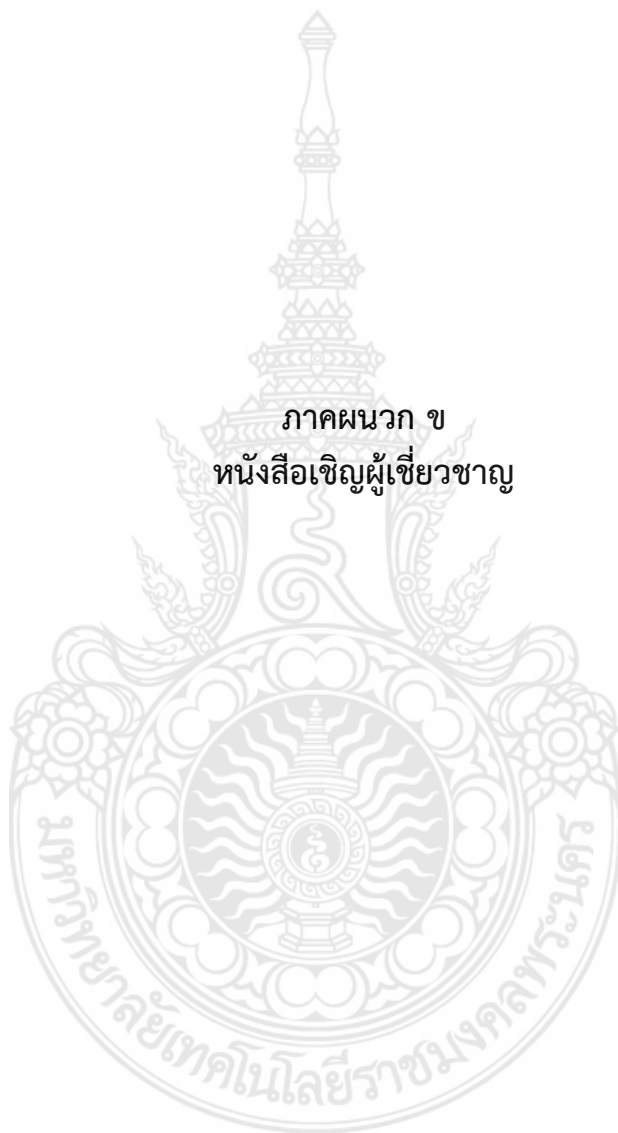 ภาคผนวก ข
หนังสือเชิญผู้เชี่ยวชาญ
มหาวิทยาลัยเทคโนโลยีราชมงคลพระนคร